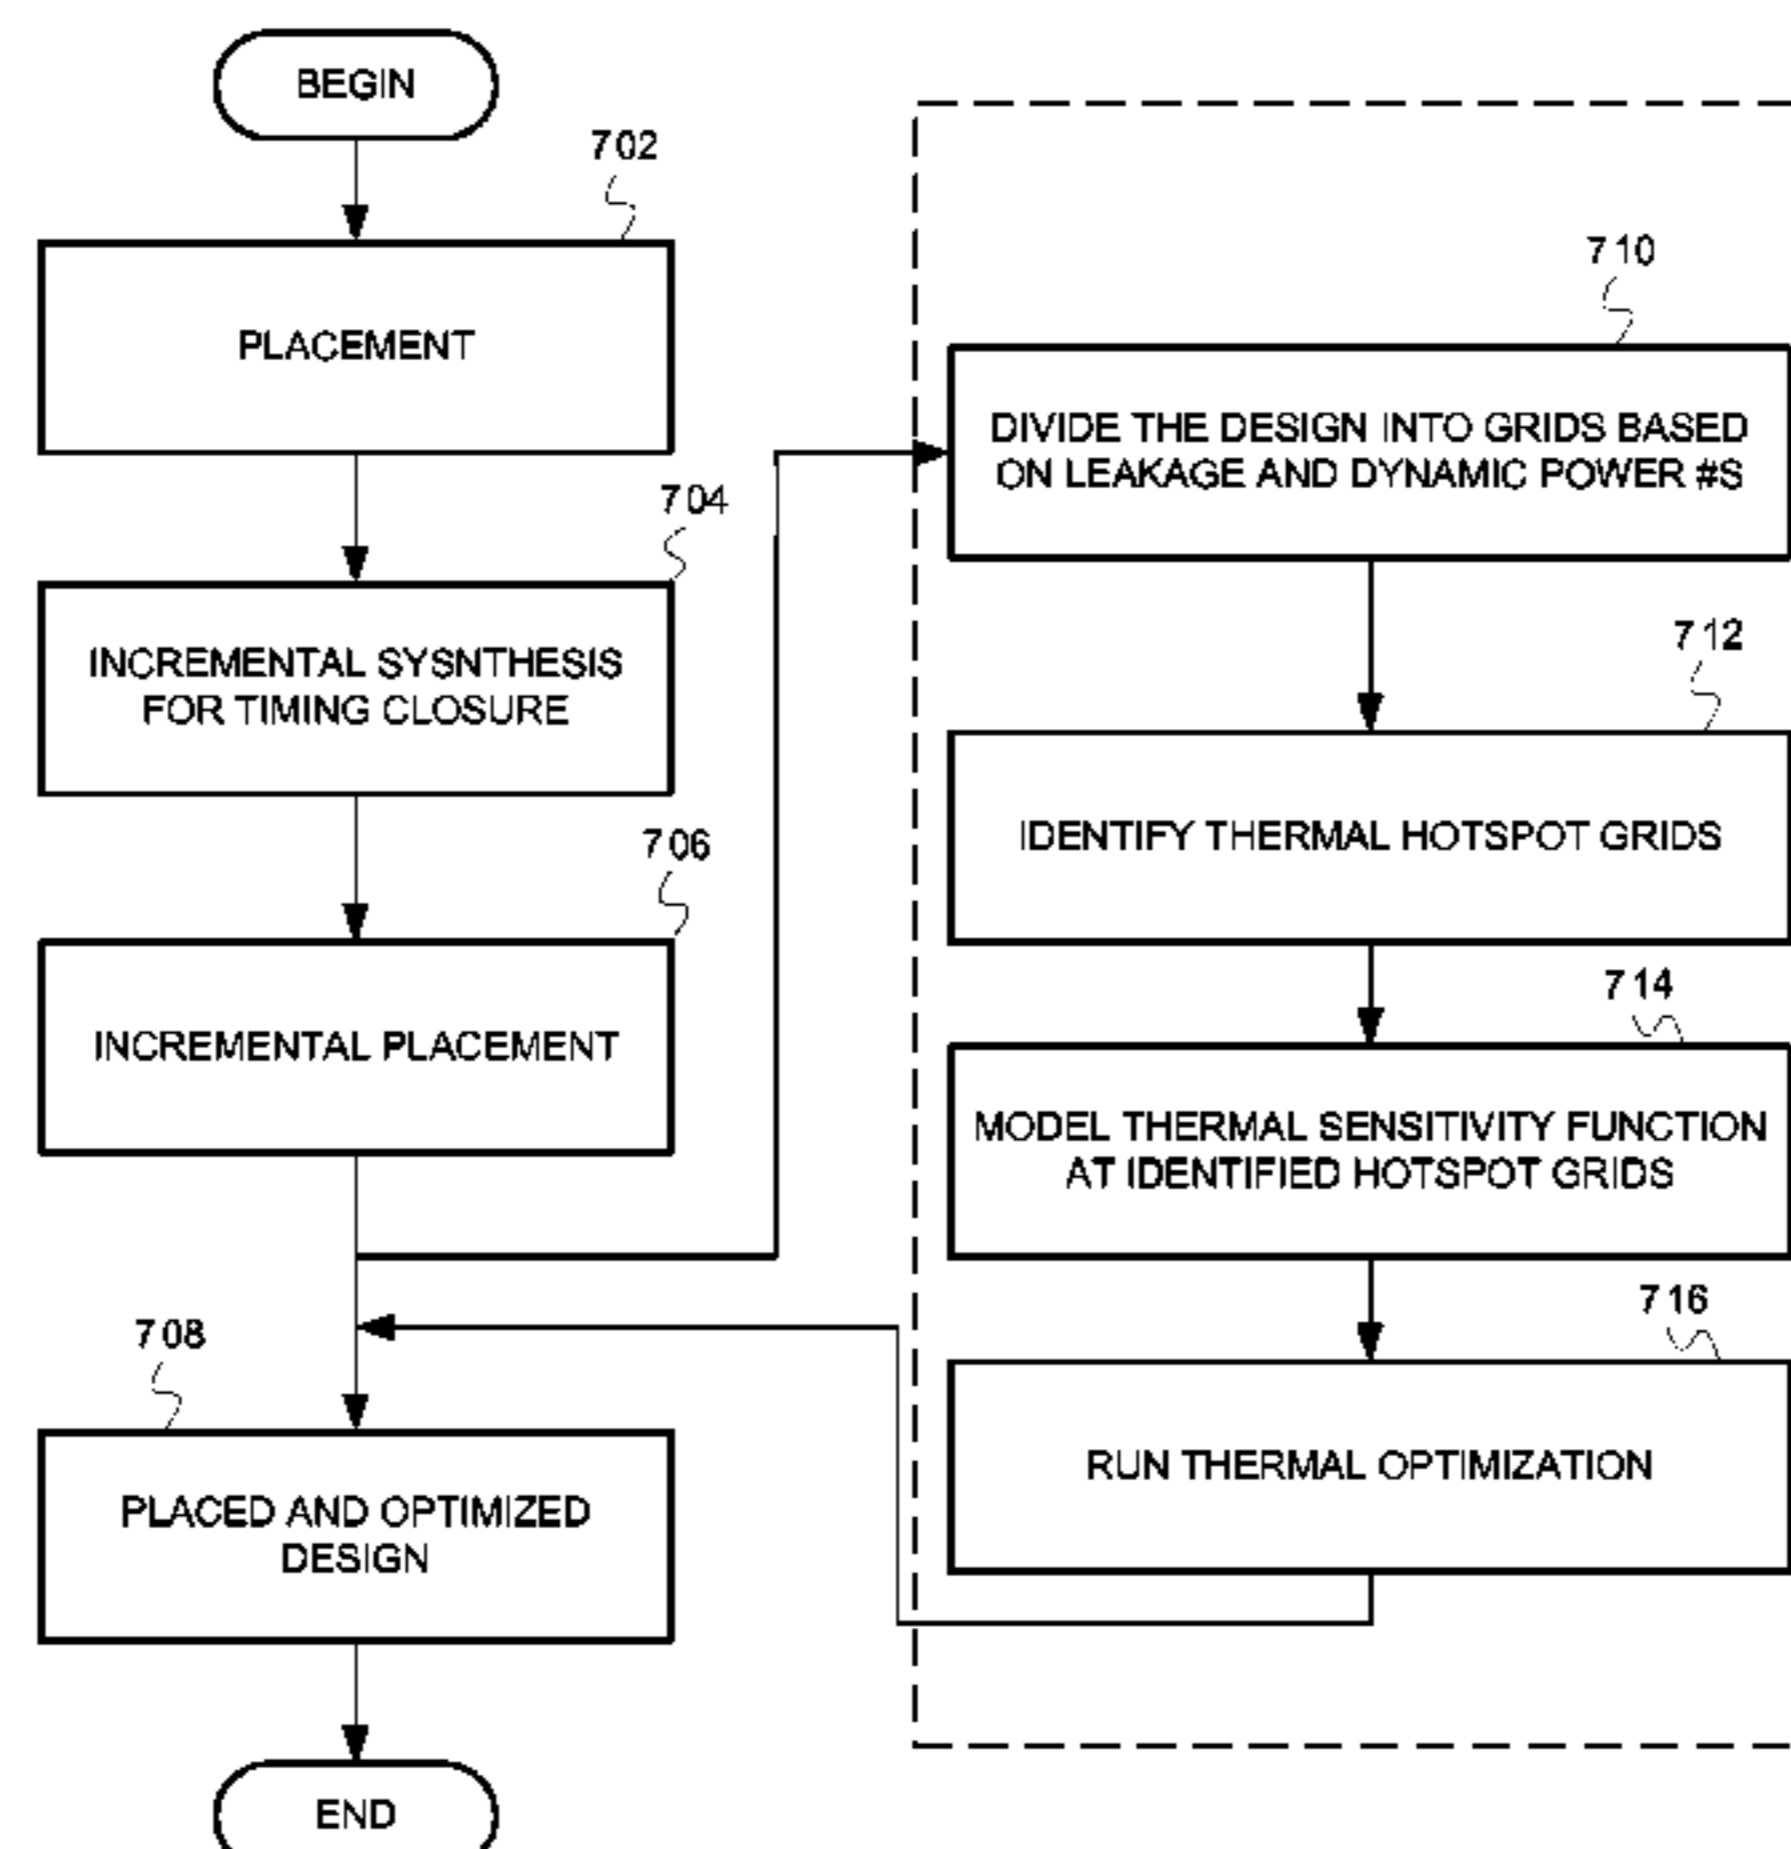 BEGIN
702
PLACEMENT
704
INCREMENTAL SYSNTHESIS
FOR TIMING CLOSURE
706
INCREMENTAL PLACEMENT
708
PLACED AND OPTIMIZED
DESIGN
END
710
DIVIDE THE DESIGN INTO GRIDS BASED
ON LEAKAGE AND DYNAMIC POWER #S
712
IDENTIFY THERMAL HOTSPOT GRIDS
714
MODEL THERMAL SENSITIVITY FUNCTION
AT IDENTIFIED HOTSPOT GRIDS
716
RUN THERMAL OPTIMIZATION